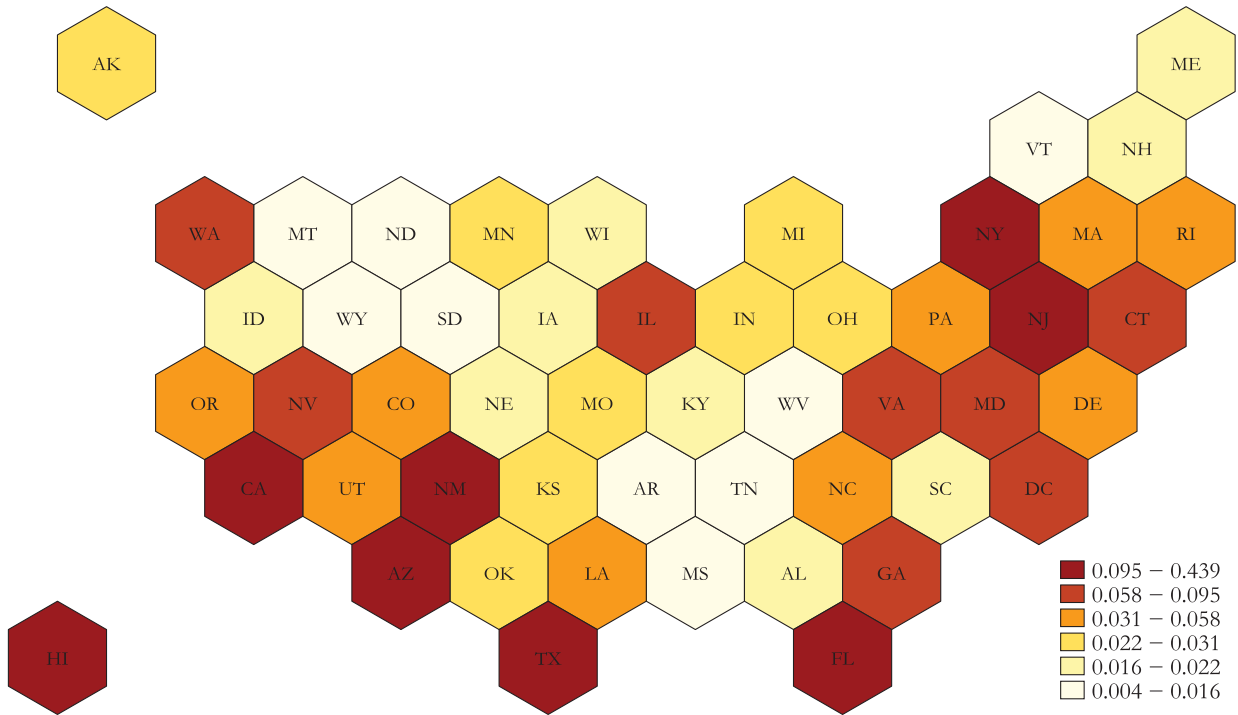 AK
ME
VT NH
WA MT ND MN WI MI NY MA RI
ID WY SD IA IL IN OH PA NJ CT
OR NV CO NE MO KY WV VA MD DE
CA UT NM KS AR TN NC SC DC
AZ OK LA MS AL GA
HI TX FL
0.095 − 0.439
0.058 − 0.095
0.031 − 0.058
0.022 − 0.031
0.016 − 0.022
0.004 − 0.016